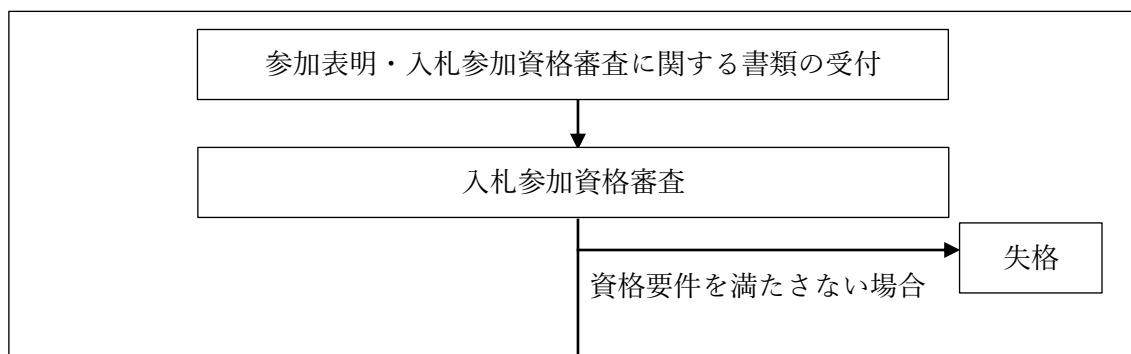 参加表明・入札参加資格審査に関する書類の受付
入札参加資格審査
失格
資格要件を満たさない場合